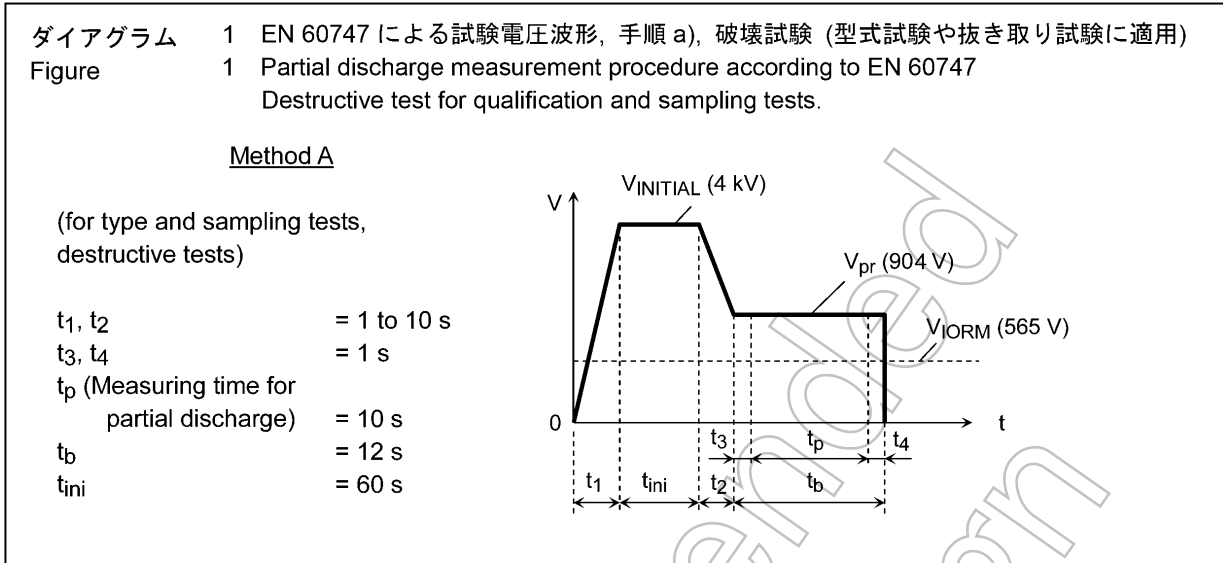 ダイアグラム 1 EN 60747 による試験電圧波形, 手順 a), 破壊試験 (型式試験や抜き取り試験に適用)
Figure 1 Partial discharge measurement procedure according to EN 60747
Destructive test for qualification and sampling tests.
Method A
(for type and sampling tests,
destructive tests)
t1, t2 = 1 to 10 s
t3, t4 = 1 s
tp (Measuring time for
partial discharge) = 10 s
tb = 12 s
tini = 60 s
V
VINITIAL (4 kV)
Vpr (904 V)
VIORM (565 V)
0
t
t3 tp t4
t1 tini t2 tb